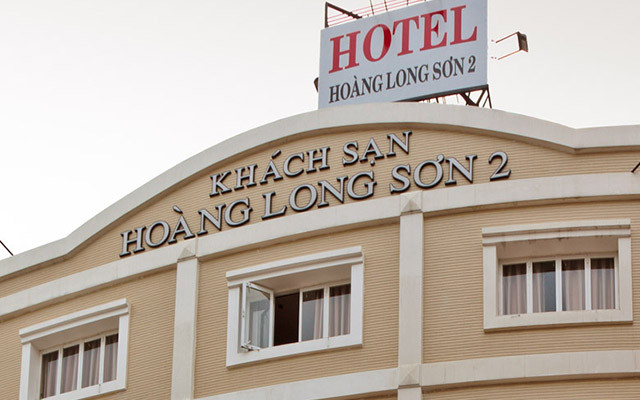 HOTEL
HOÀNG LONG SƠN 2
KHÁCH SẠN
HOÀNG LONG SƠN 2